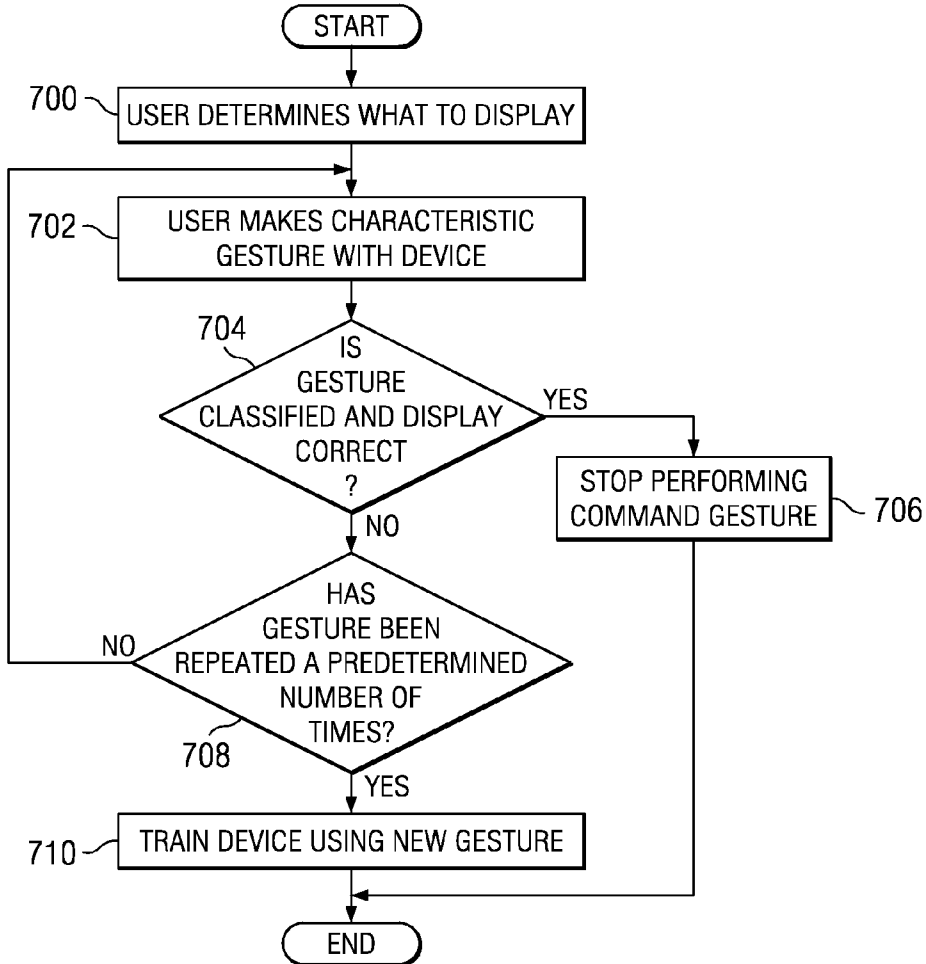 START
700
USER DETERMINES WHAT TO DISPLAY
702
USER MAKES CHARACTERISTIC
GESTURE WITH DEVICE
704
IS
GESTURE
CLASSIFIED AND DISPLAY
CORRECT
?
YES
STOP PERFORMING
COMMAND GESTURE
706
NO
HAS
GESTURE BEEN
REPEATED A PREDETERMINED
NUMBER OF
TIMES?
NO
708
YES
710
TRAIN DEVICE USING NEW GESTURE
END